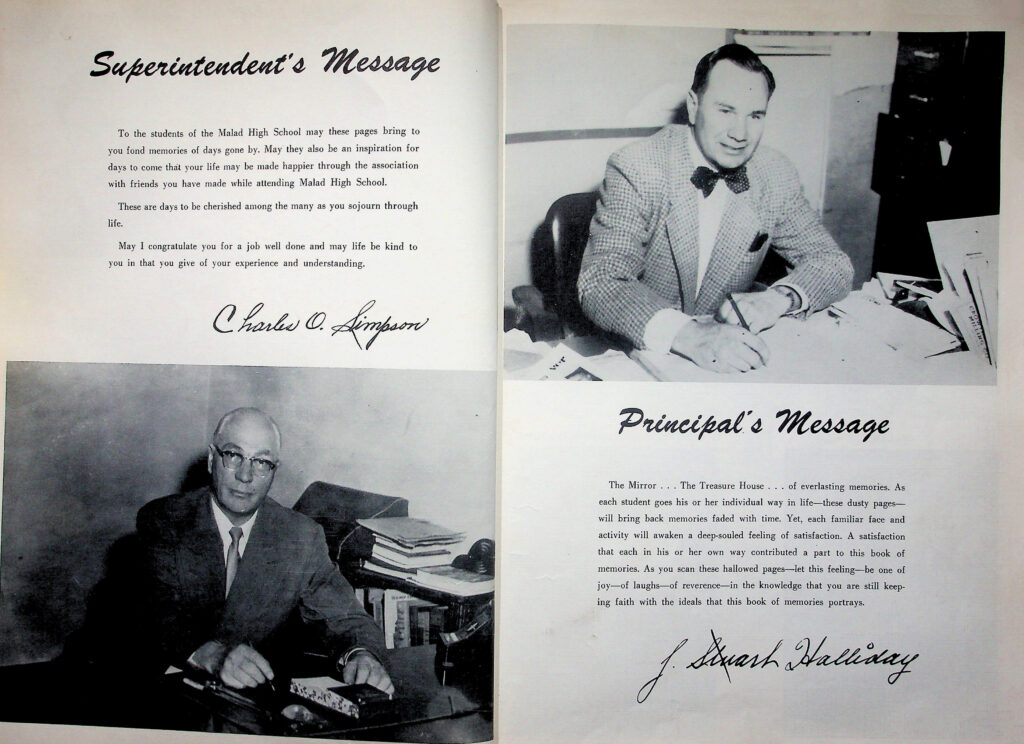 Superintendent's Message
To the students of the Malad High School may these pages bring to
you fond memories of days gone by. May they also be an inspiration for
days to come that your life may be made happier through the association
with friends you have made while attending Malad High School.
These are days to be cherished among the many as you sojourn through
life.
May I congratulate you for a job well done and may life be kind to
you in that you give of your experience and understanding.
Charles O. Simpson
Principal's Message
The Mirror . . . The Treasure House . . . of everlasting memories. As
each student goes his or her individual way in life—these dusty pages—
will bring back memories faded with time. Yet, each familiar face and
activity will awaken a deep-souled feeling of satisfaction. A satisfaction
that each in his or her own way contributed a part to this book of
memories. As you scan these hallowed pages—let this feeling—be one of
joy—of laughs—of reverence—in the knowledge that you are still keep-
ing faith with the ideals that this book of memories portrays.
J. Stuart Halliday